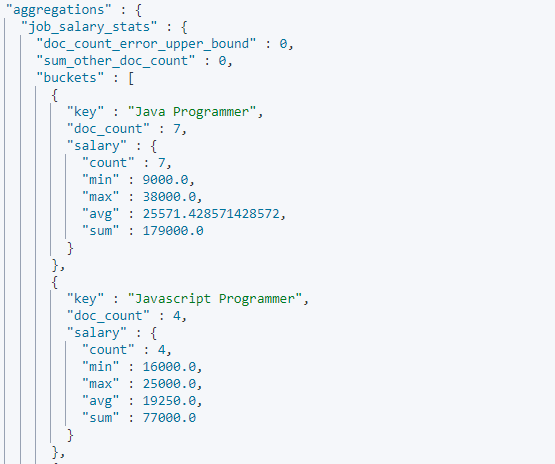 "aggregations" : {
"job_salary_stats" : {
"doc_count_error_upper_bound" : 0,
"sum_other_doc_count" : 0,
"buckets" : [
{
"key" : "Java Programmer",
"doc_count" : 7,
"salary" : {
"count" : 7,
"min" : 9000.0,
"max" : 38000.0,
"avg" : 25571.428571428572,
"sum" : 179000.0
}
},
{
"key" : "Javascript Programmer",
"doc_count" : 4,
"salary" : {
"count" : 4,
"min" : 16000.0,
"max" : 25000.0,
"avg" : 19250.0,
"sum" : 77000.0
}
},